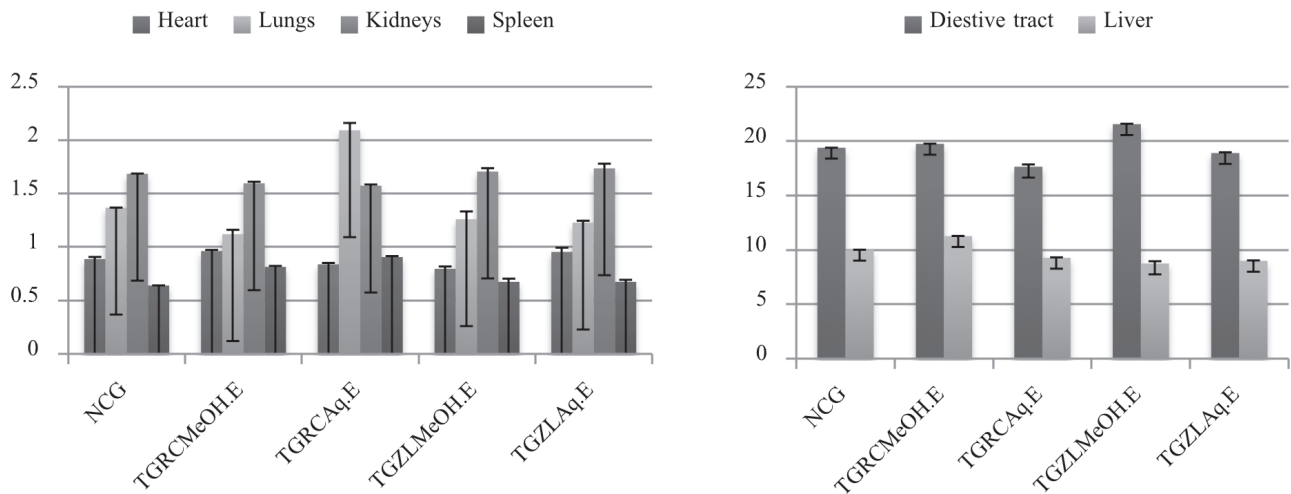 Heart Lungs Kidneys Spleen
2.5
2
1.5
1
0.5
0
NCG
TGRCMeOH.E
TGRCAq.E
TGZLMeOH.E
TGZLAq.E
Diestive tract Liver
25
20
15
10
5
0
NCG
TGRCMeOH.E
TGRCAq.E
TGZLMeOH.E
TGZLAq.E